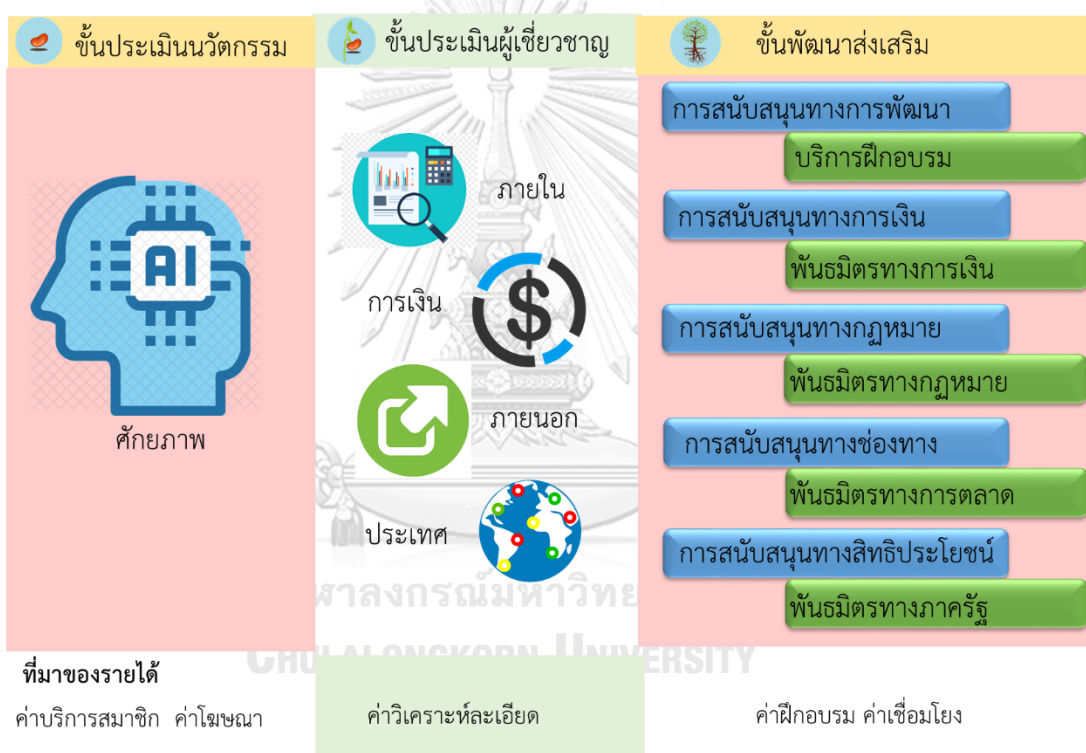 ขั้นประเมินนวัตกรรม
ขั้นประเมินผู้เชี่ยวชาญ
ขั้นพัฒนาส่งเสริม
AI
ศักยภาพ
ภายใน
การเงิน
$
ภายนอก
ประเทศ
การสนับสนุนทางการพัฒนา
บริการฝึกอบรม
การสนับสนุนทางการเงิน
พันธมิตรทางการเงิน
การสนับสนุนทางกฎหมาย
พันธมิตรทางกฎหมาย
การสนับสนุนทางช่องทาง
พันธมิตรทางการตลาด
การสนับสนุนทางสิทธิประโยชน์
พันธมิตรทางภาครัฐ
CHULALONGKORN UNIVERSITY
ที่มาของรายได้
ค่าบริการสมาชิก ค่าโฆษณา
ค่าวิเคราะห์ละเอียด
ค่าฝึกอบรม ค่าเชื่อมโยง